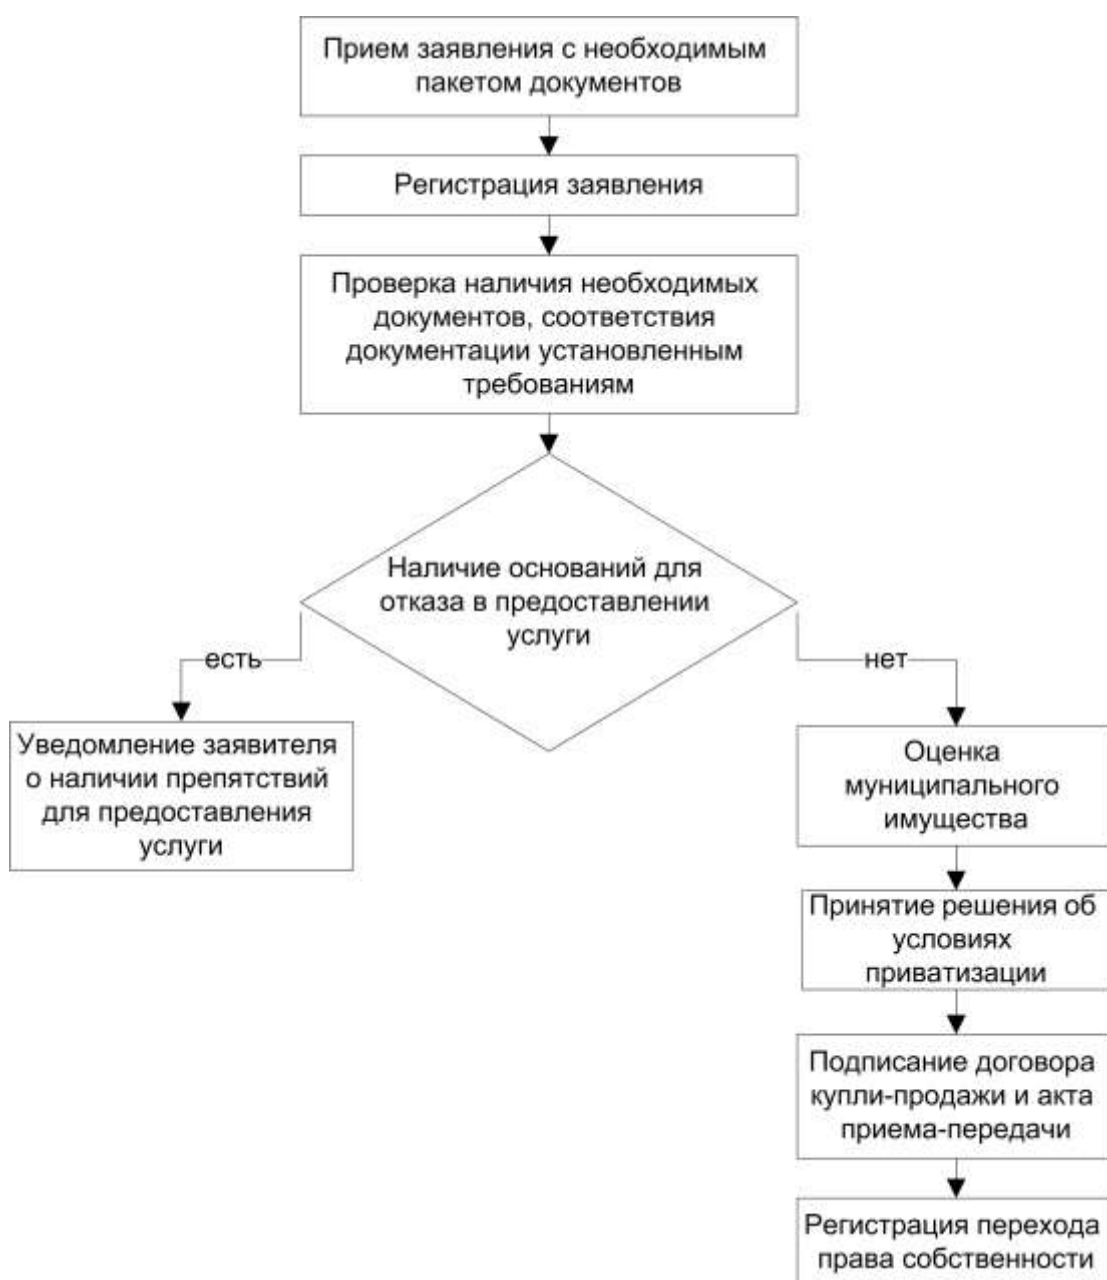 Прием заявления с необходимым
пакетом документов
Регистрация заявления
Проверка наличия необходимых
документов, соответствия
документации установленным
требованиям
Наличие оснований для
отказа в предоставлении
услуги
есть
нет
Уведомление заявителя
о наличии препятствий
для предоставления
услуги
Оценка
муниципального
имущества
Принятие решения об
условиях
приватизации
Подписание договора
купли-продажи и акта
приема-передачи
Регистрация перехода
права собственности